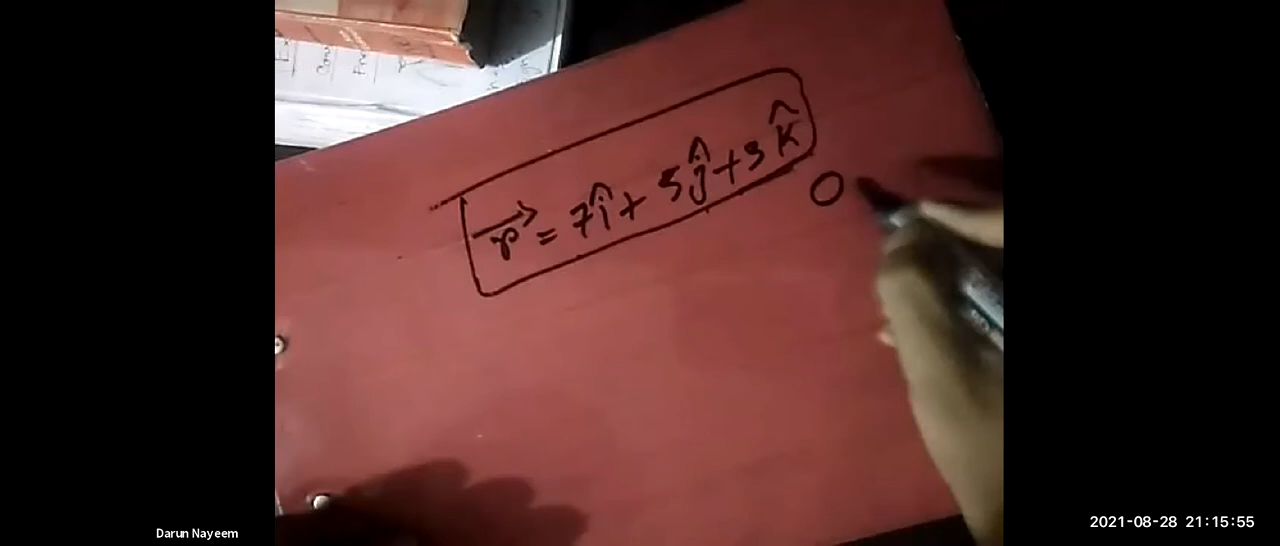 r⃗ = 7î + 5ĵ + 3k̂
O
Darun Nayeem
2021-08-28 21:15:55